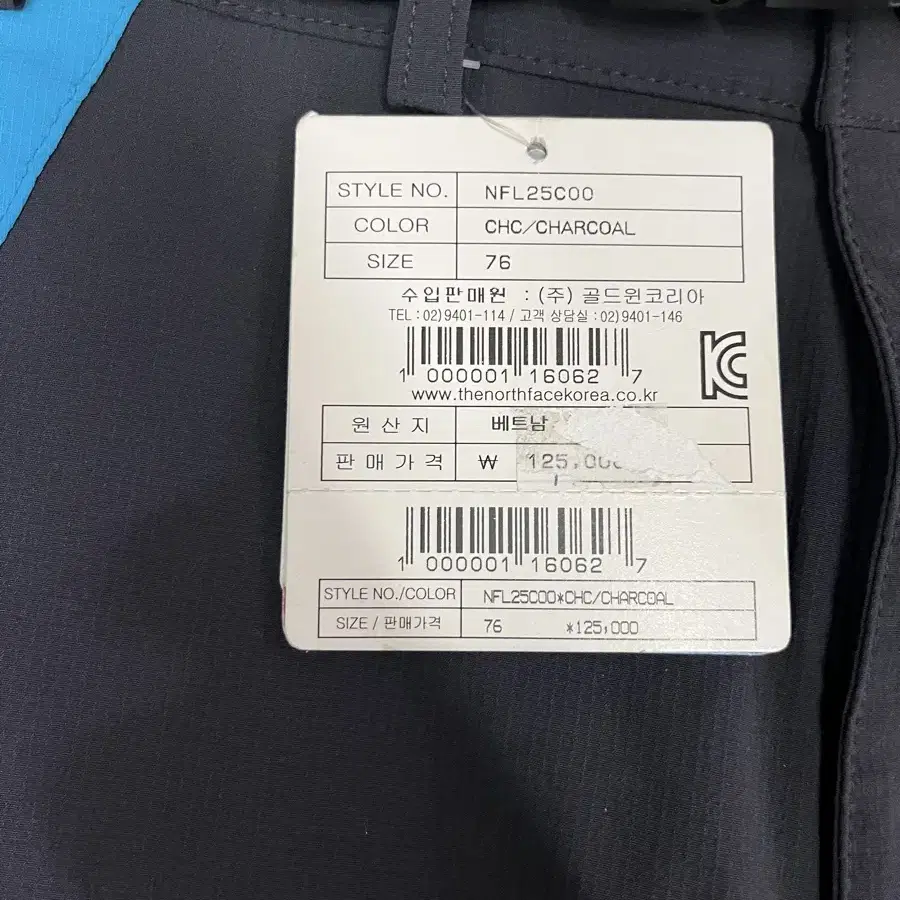 STYLE NO. NFL25C00
COLOR CHC/CHARCOAL
SIZE 76
수입판매원 : (주) 골드윈코리아
TEL : 02)9401-114 / 고객 상담실 : 02)9401-146
1 000001 16062 7
www.thenorthfacekorea.co.kr
원산지 베트남
판매가격 ₩ 125,000
1 000001 16062 7
STYLE NO./COLOR NFL25C00*CHC/CHARCOAL
SIZE / 판매가격 76 *125,000